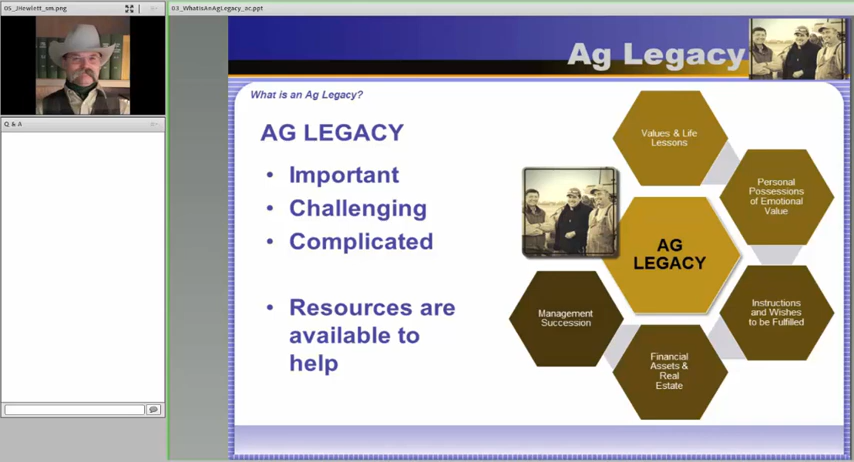 05_JHewlett_sm.png
03_WhatIsAnAgLegacy_oc.ppt
Q & A
Ag Legacy
What is an Ag Legacy?
AG LEGACY
• Important
• Challenging
• Complicated
• Resources are
available to
help
Values & Life
Lessons
Personal
Possessions
of Emotional
Value
Instructions
and Wishes
to be Fulfilled
Financial
Assets &
Real
Estate
Management
Succession
AG
LEGACY